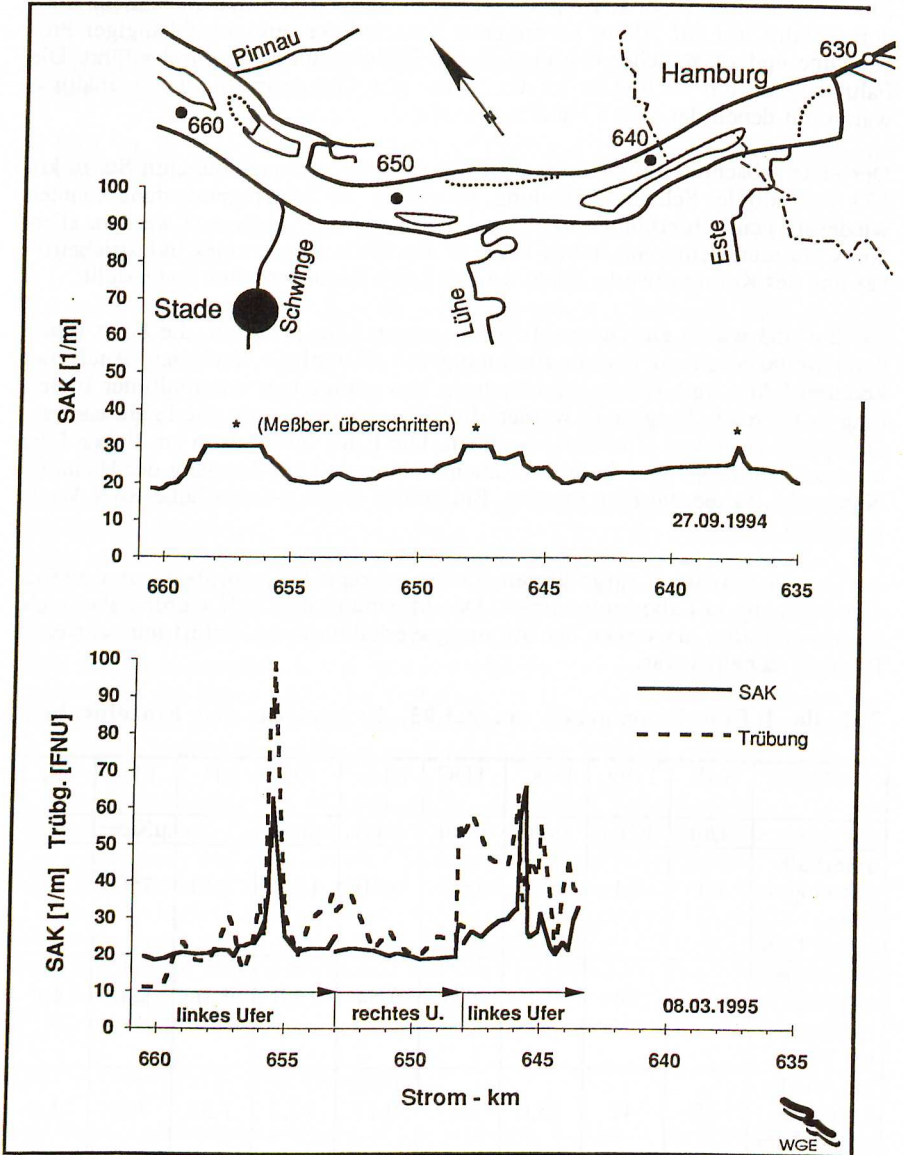 630
Pinnau
Hamburg
660
640
650
Schwinge
Stade
Lühe
Este
SAK [1/m]
100
90
80
70
60
50
40
30
20
10
0
* (Meßber. überschritten) * *
27.09.1994
660 655 650 645 640 635
SAK [1/m] Trübg. [FNU]
100
90
80
70
60
50
40
30
20
10
0
SAK
Trübung
linkes Ufer rechtes U. linkes Ufer
08.03.1995
660 655 650 645 640 635
Strom - km
WGE